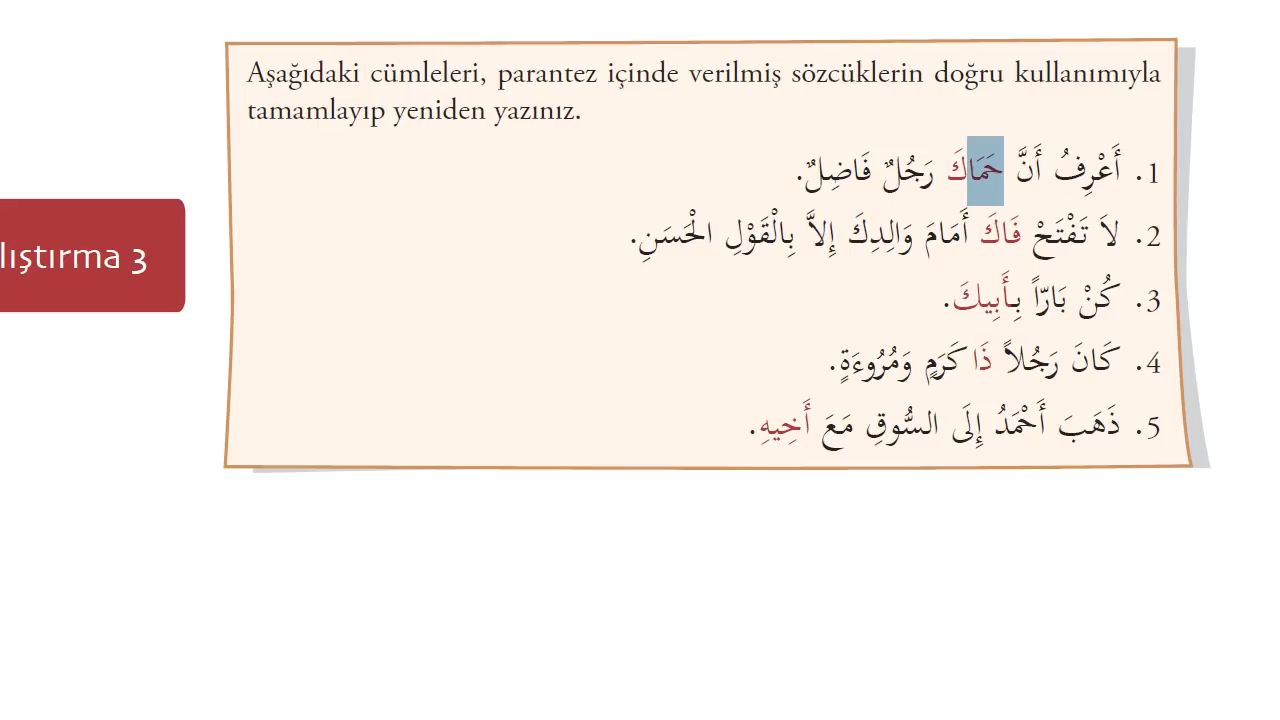 Aşağıdaki cümleleri, parantez içinde verilmiş sözcüklerin doğru kullanımıyla
tamamlayıp yeniden yazınız.
1. أَعْرِفُ أَنَّ حَمَاكَ رَجُلٌ فَاضِلٌ.
2. لاَ تَفْتَحْ فَاكَ أَمَامَ وَالِدِكَ إِلاَّ بِالْقَوْلِ الْحَسَنِ.
lıştırma 3
3. كُنْ بَارّاً بِأَبِيكَ.
4. كَانَ رَجُلاً ذَا كَرَمٍ وَمُرُوءَةٍ.
5. ذَهَبَ أَحْمَدُ إِلَى السُّوقِ مَعَ أَخِيهِ.